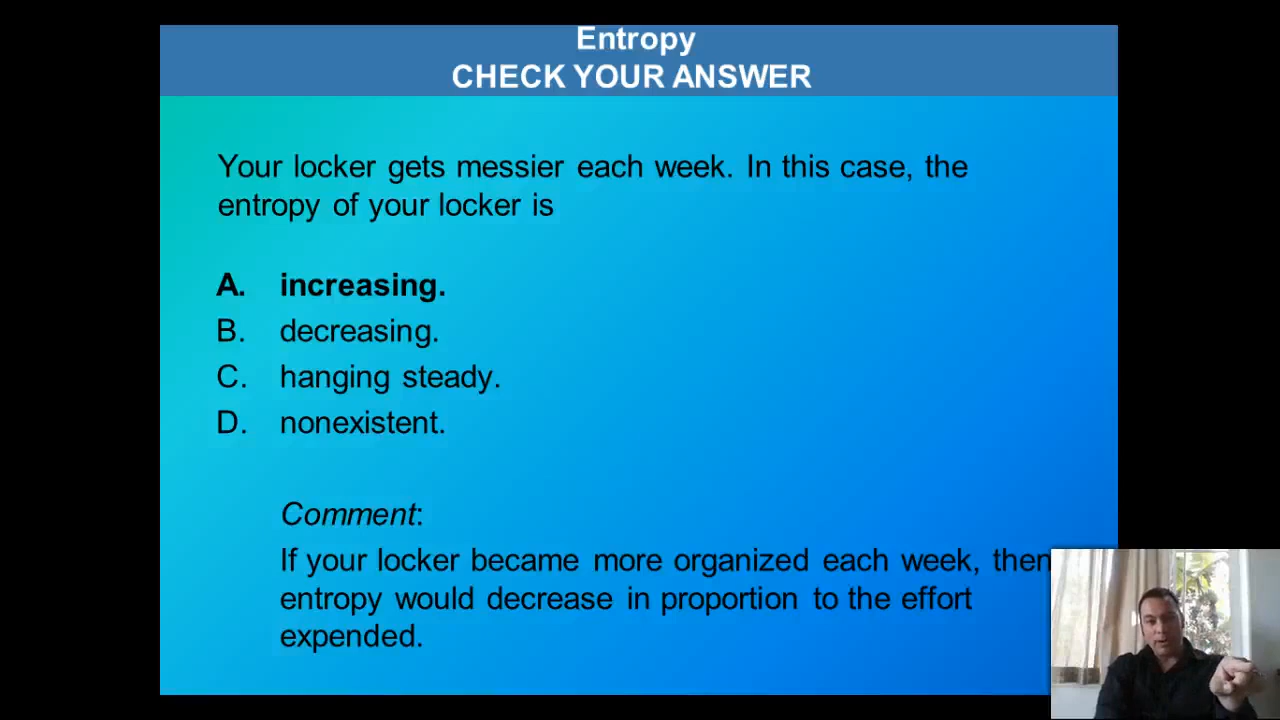 Entropy
CHECK YOUR ANSWER
Your locker gets messier each week. In this case, the
entropy of your locker is
A. increasing.
B. decreasing.
C. hanging steady.
D. nonexistent.
Comment:
If your locker became more organized each week, then
entropy would decrease in proportion to the effort
expended.